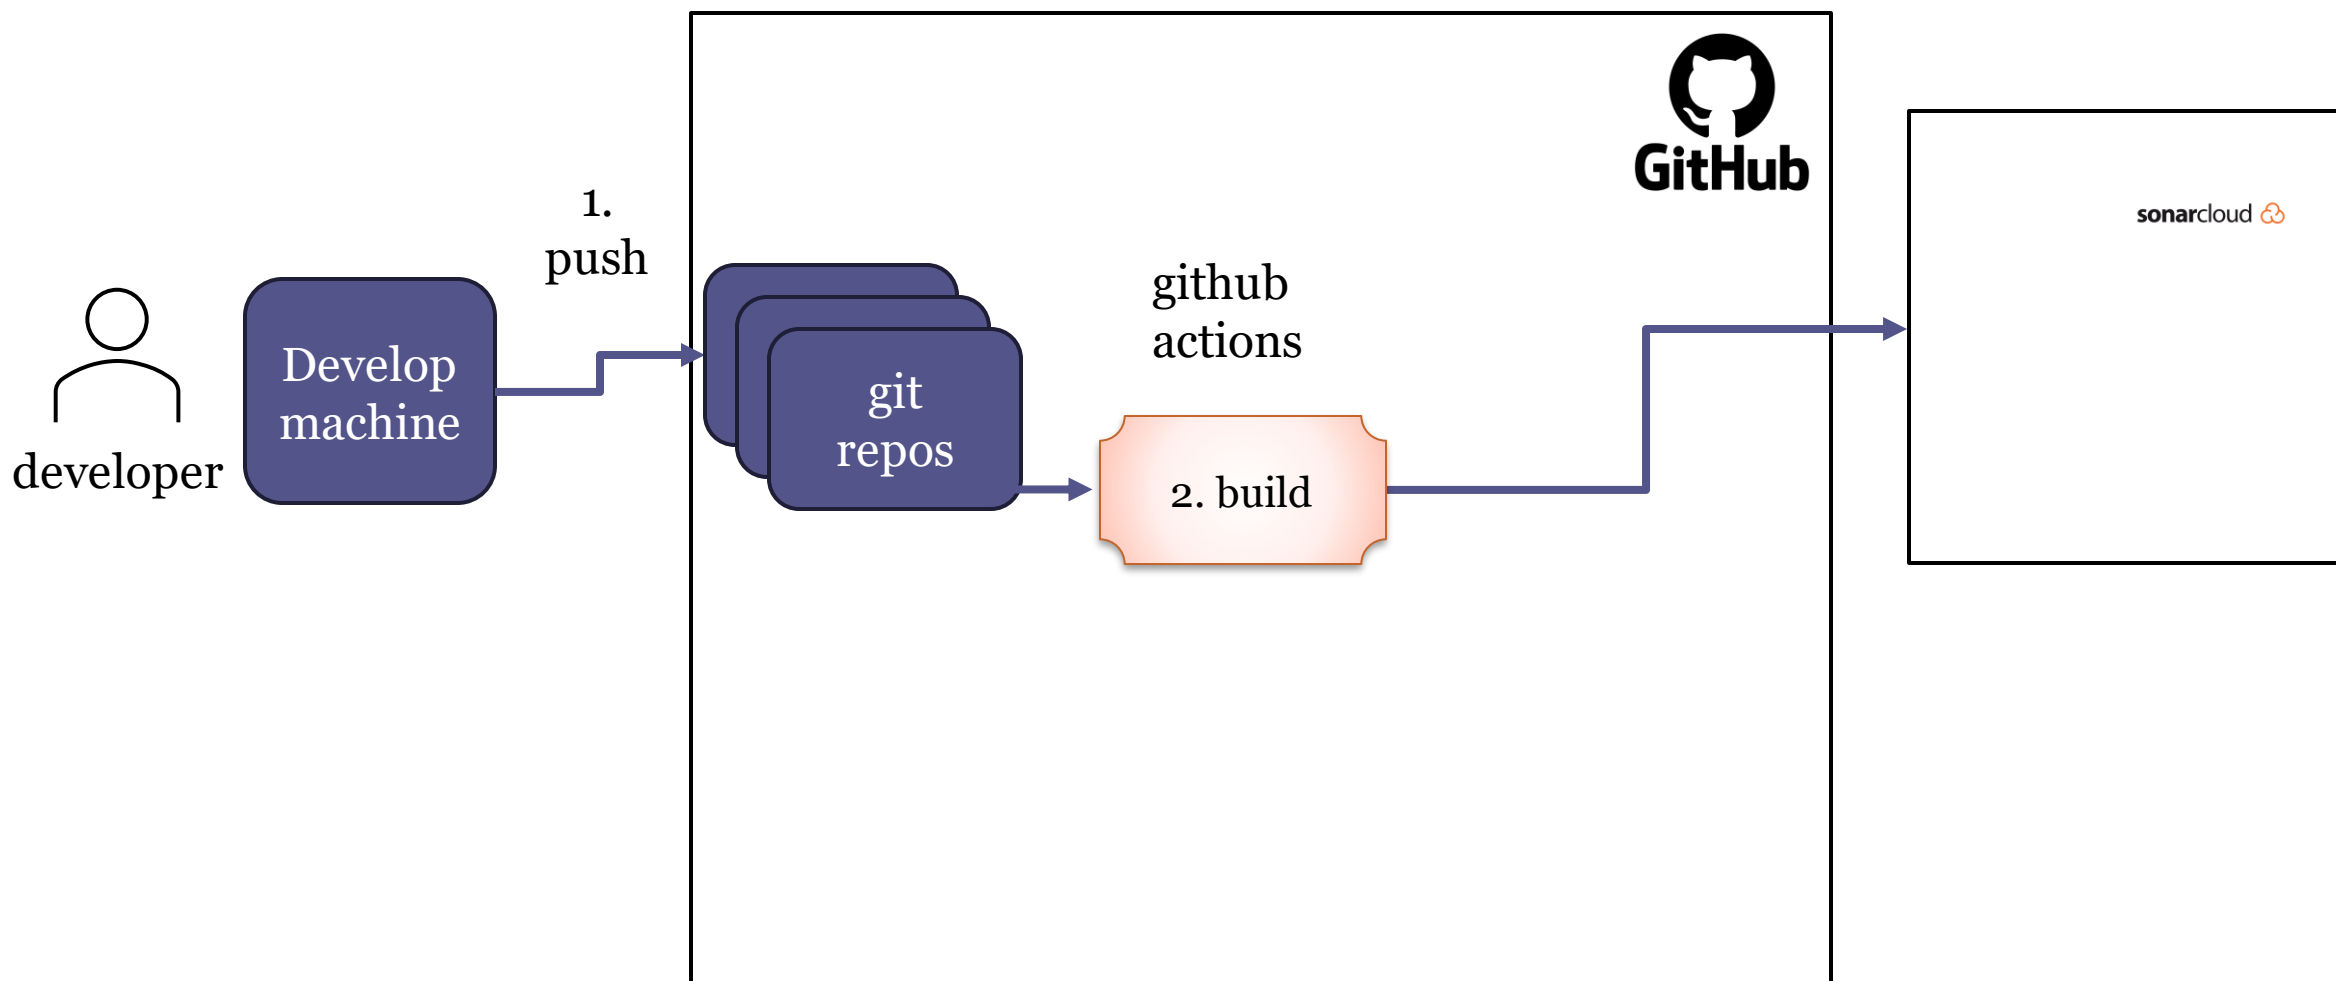 GitHub
sonarcloud
1.
push
github
actions
Develop
machine
git
repos
developer
2. build